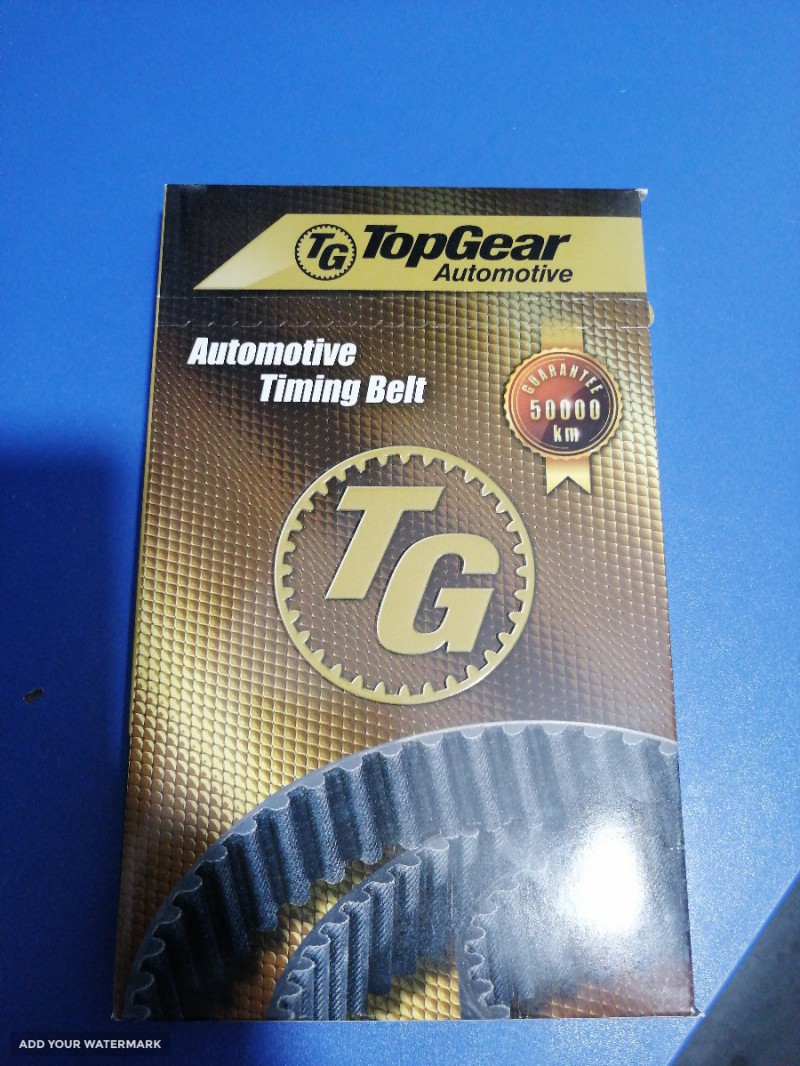 TG TopGear
Automotive
Automotive
Timing Belt
GUARANTEE
50000
km
TG
ADD YOUR WATERMARK